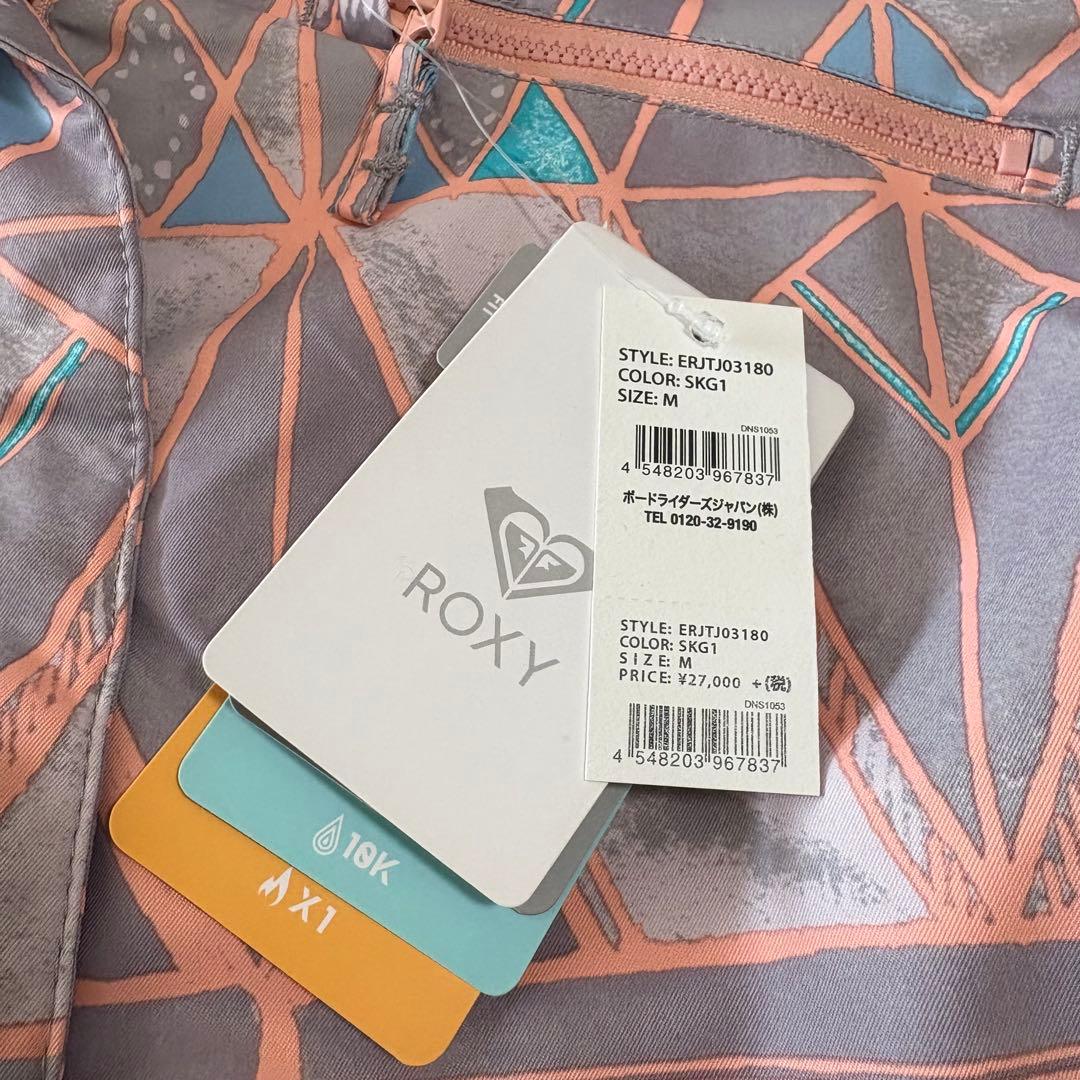 STYLE: ERJTJ03180
COLOR: SKG1
SIZE: M
DNS1053
4 548203 967837
ボードライダーズジャパン(株)
TEL 0120-32-9190
STYLE: ERJTJ03180
COLOR: SKG1
SIZE: M
PRICE: ¥27,000 +(税)
DNS1053
4 548203 967837
ROXY
10K
X1